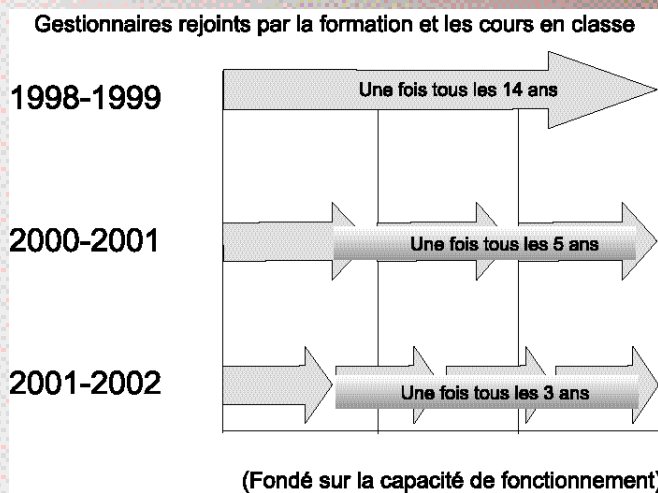 Gestionnaires rejoints par la formation et les cours en classe
1998-1999
Une fois tous les 14 ans
2000-2001
Une fois tous les 5 ans
2001-2002
Une fois tous les 3 ans
(Fondé sur la capacité de fonctionnement)